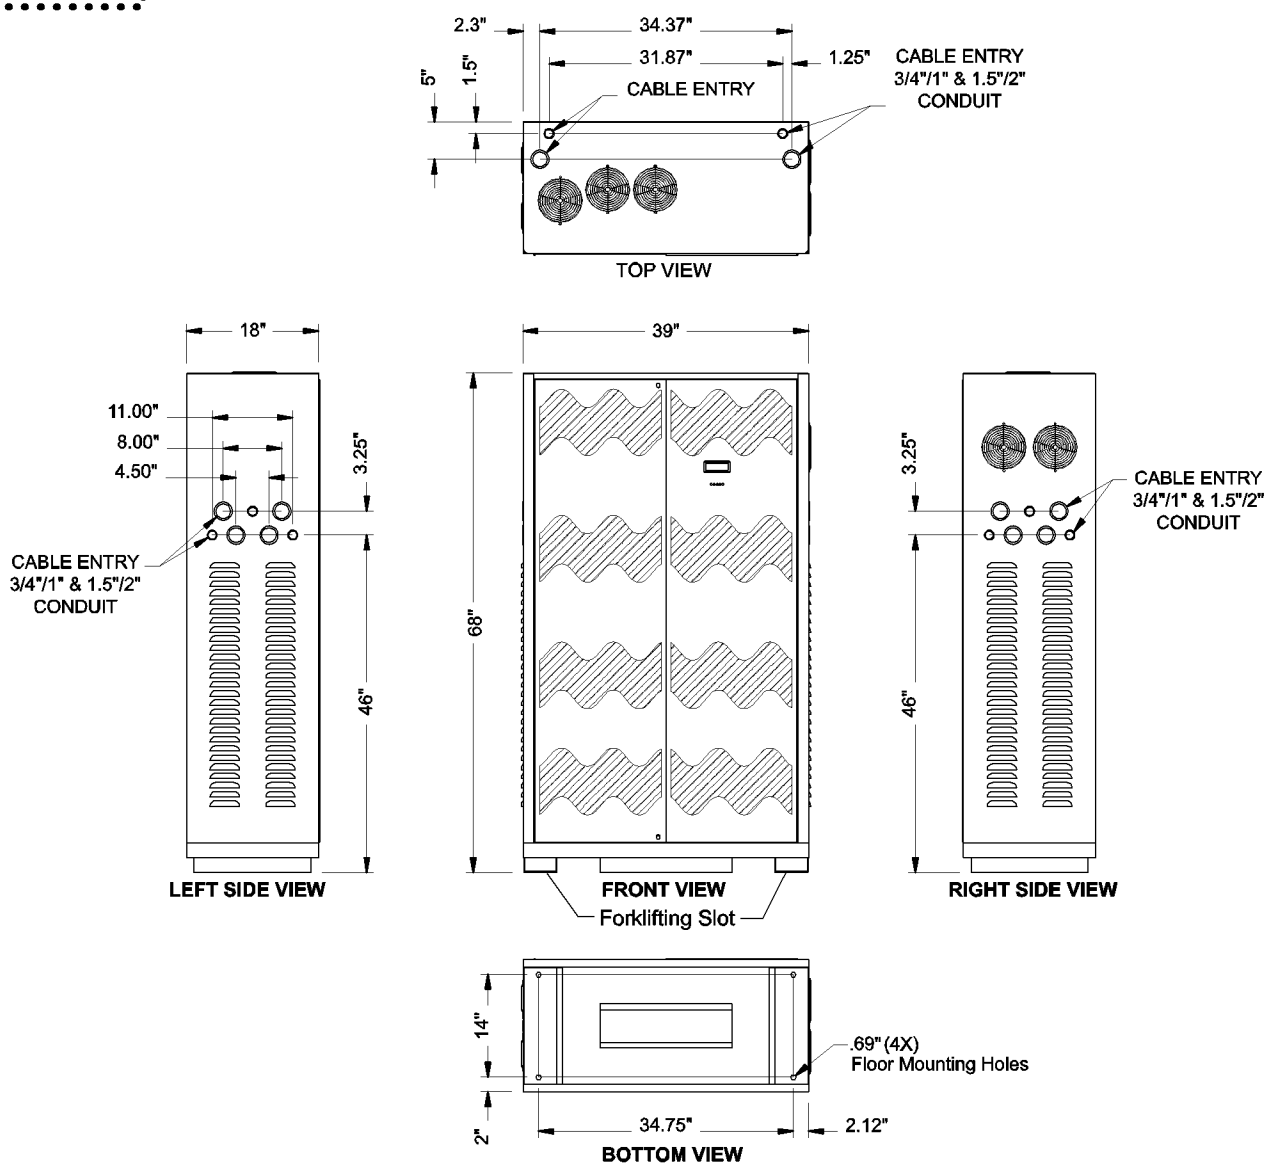 2.3"
34.37"
31.87"
1.25"
5"
1.5"
CABLE ENTRY
CABLE ENTRY
3/4"/1" & 1.5"/2"
CONDUIT
TOP VIEW
18"
39"
11.00"
8.00"
4.50"
3.25"
CABLE ENTRY
3/4"/1" & 1.5"/2"
CONDUIT
46"
LEFT SIDE VIEW
68"
FRONT VIEW
Forklifting Slot
3.25"
CABLE ENTRY
3/4"/1" & 1.5"/2"
CONDUIT
46"
RIGHT SIDE VIEW
14"
2"
.69" (4X)
Floor Mounting Holes
34.75"
2.12"
BOTTOM VIEW